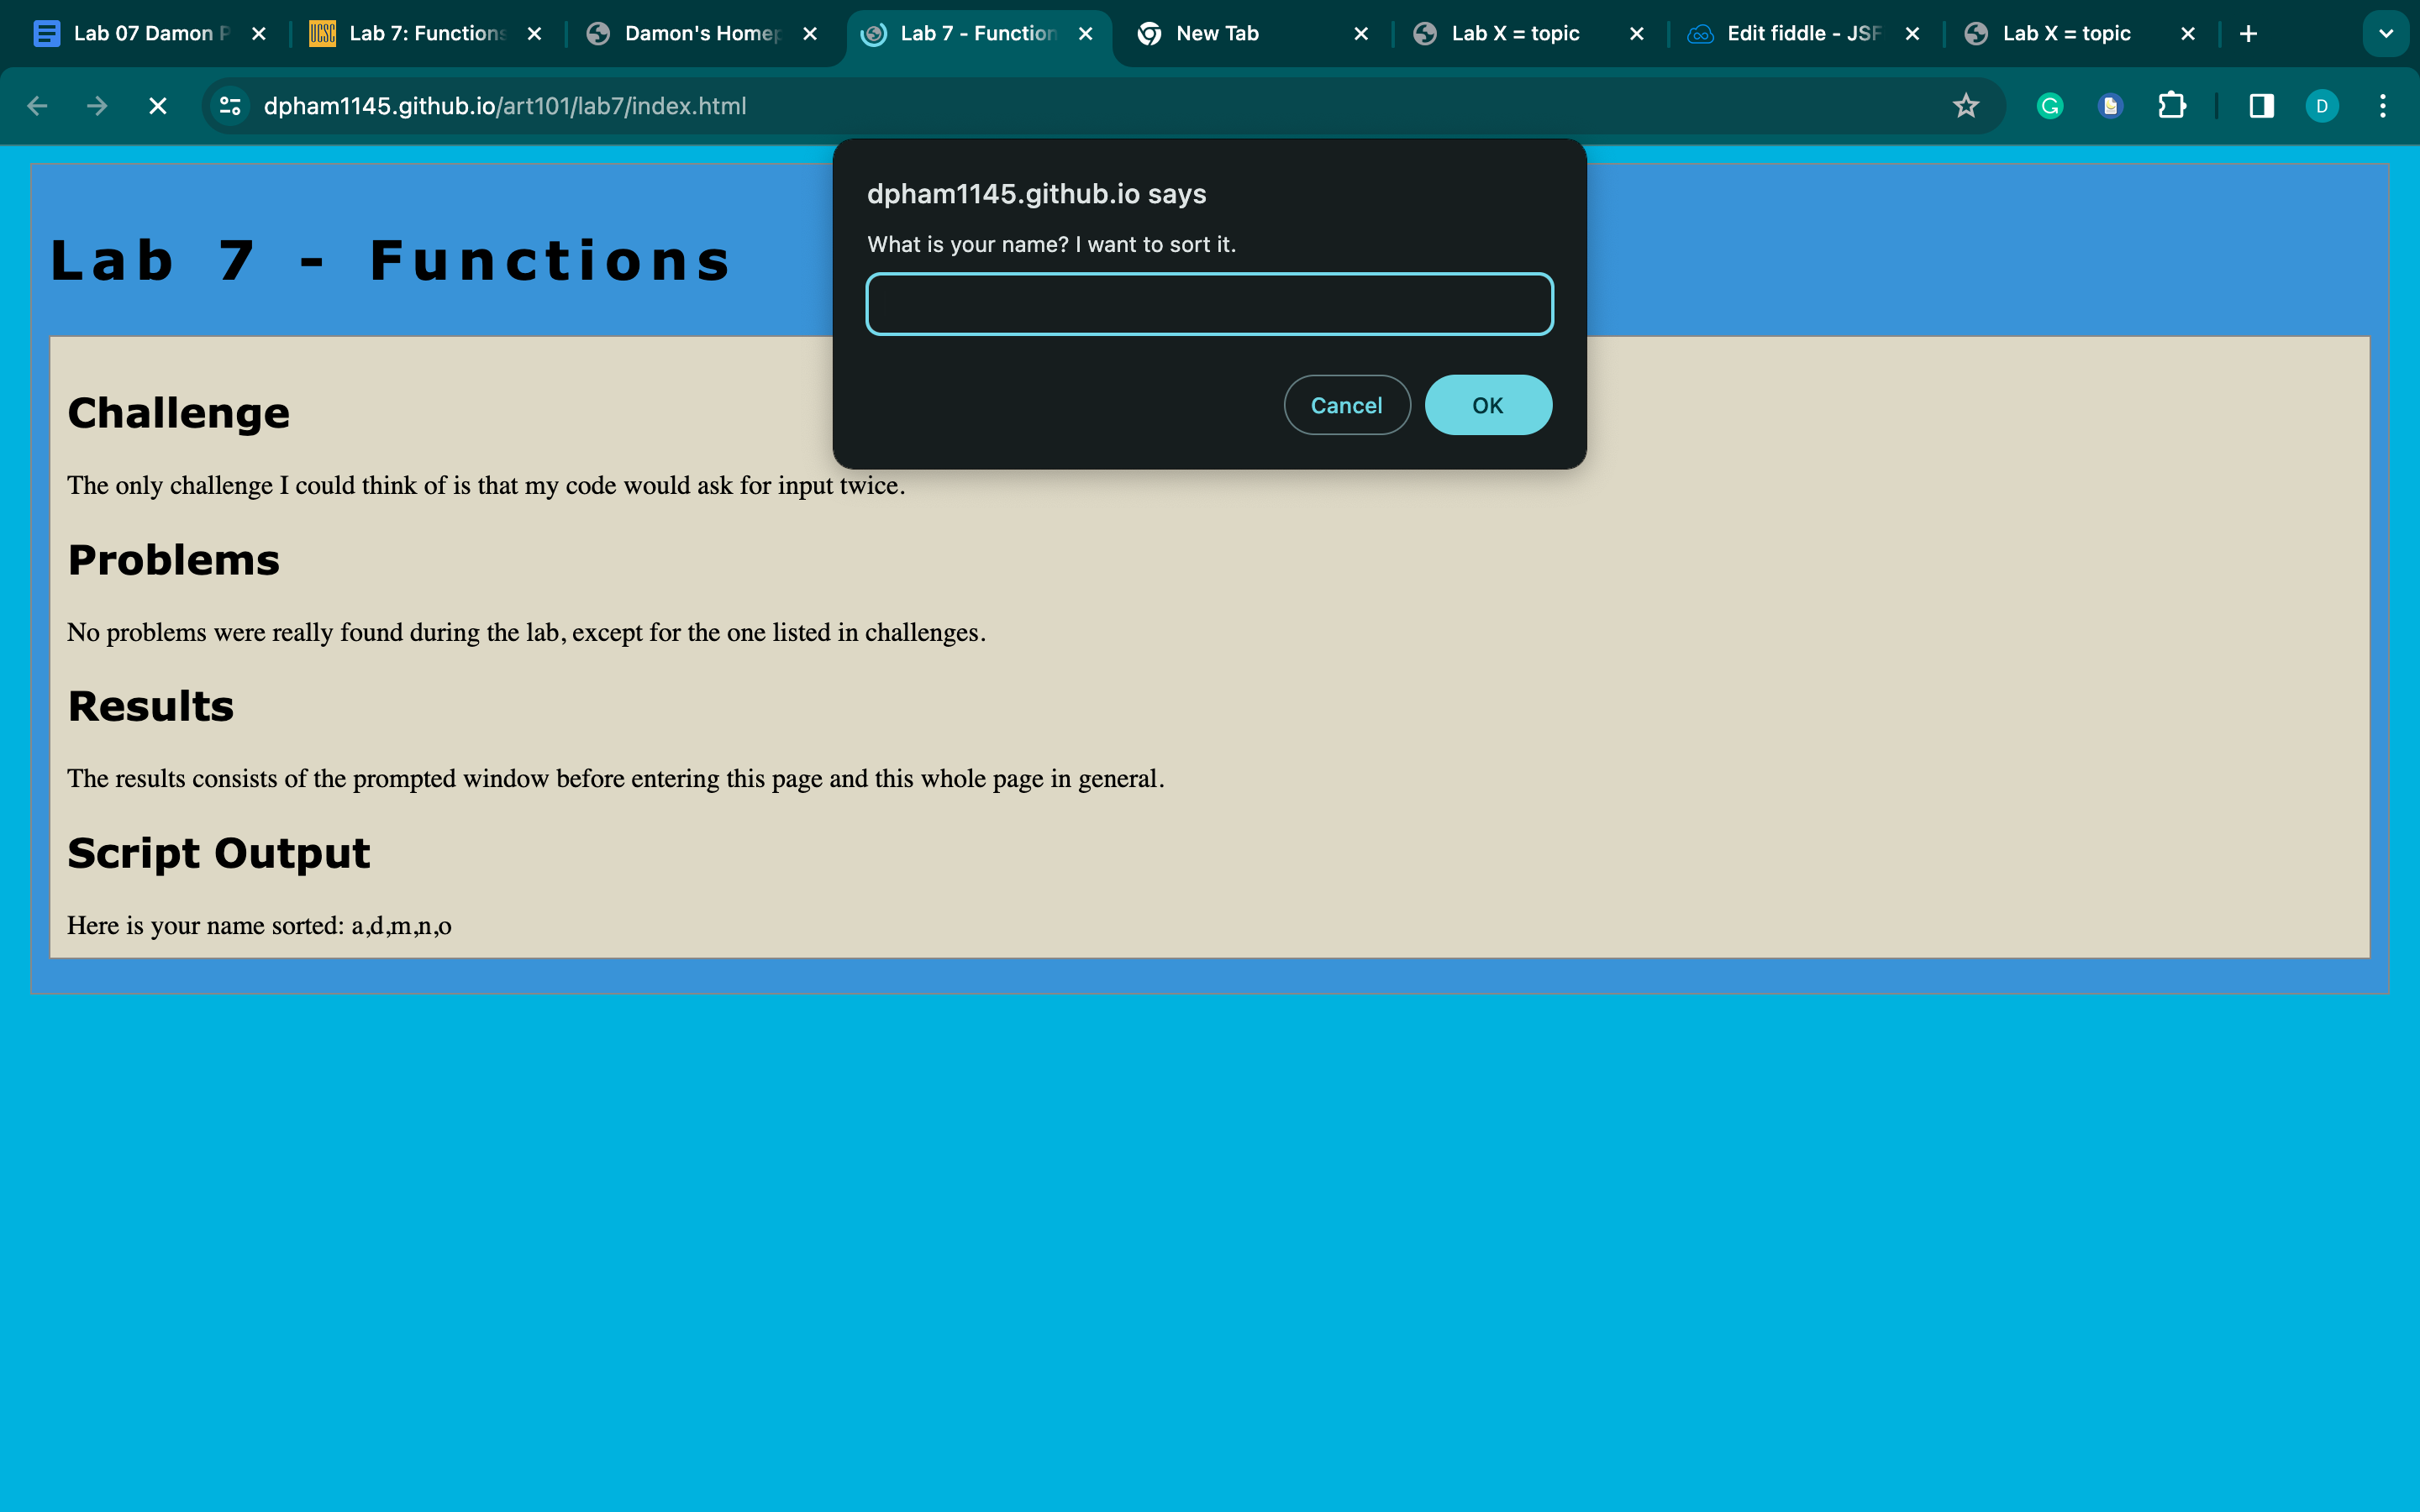 Lab 07 Damon P
UCSC Lab 7: Functions
Damon's Homep
Lab 7 - Function
New Tab
Lab X = topic
Edit fiddle - JSF
Lab X = topic
dpham1145.github.io/art101/lab7/index.html
D
dpham1145.github.io says
What is your name? I want to sort it.
Cancel
OK
Lab 7 - Functions
Challenge
The only challenge I could think of is that my code would ask for input twice.
Problems
No problems were really found during the lab, except for the one listed in challenges.
Results
The results consists of the prompted window before entering this page and this whole page in general.
Script Output
Here is your name sorted: a,d,m,n,o